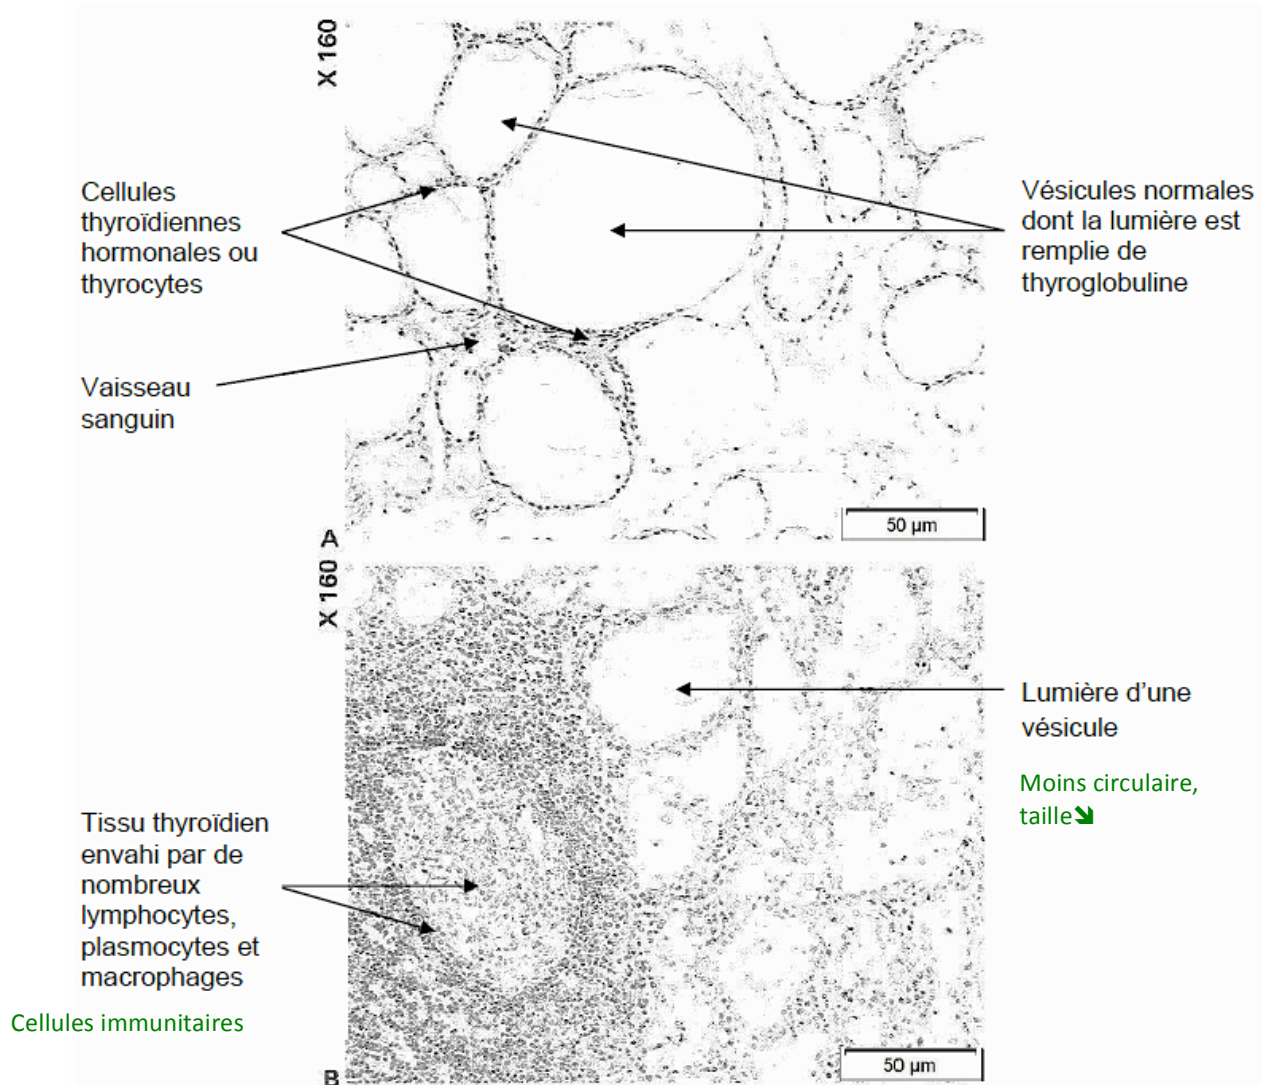 X 160
Cellules
thyroïdiennes
hormonales ou
thyrocytes
Vésicules normales
dont la lumière est
remplie de
thyroglobuline
Vaisseau
sanguin
50 µm
A
X 160
Lumière d'une
vésicule
Moins circulaire,
taille➘
Tissu thyroïdien
envahi par de
nombreux
lymphocytes,
plasmocytes et
macrophages
Cellules immunitaires
50 µm
B